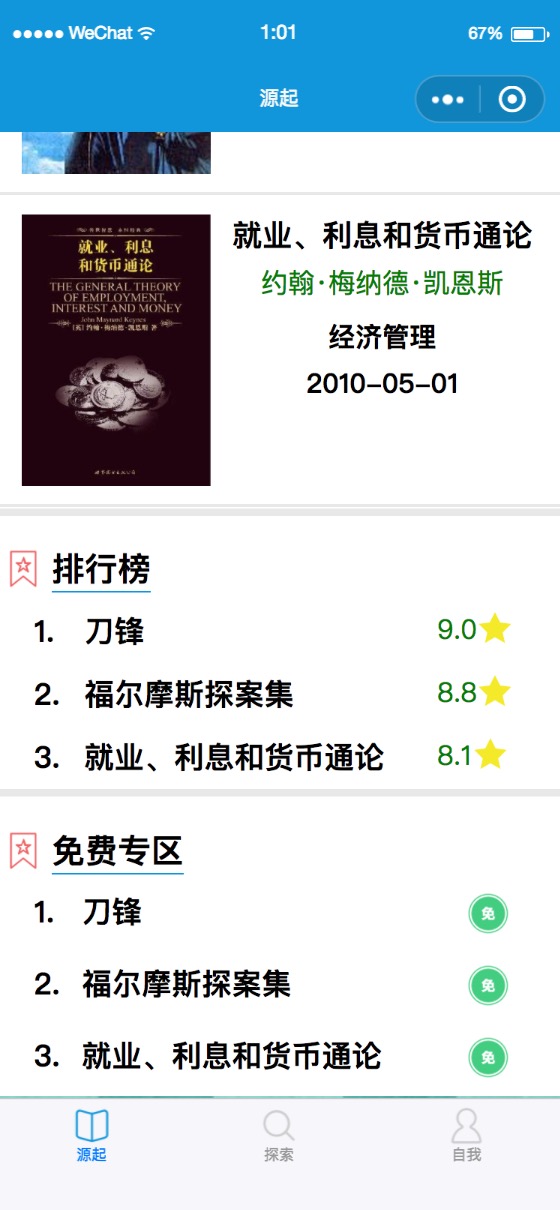 WeChat
1:01
67%
源起
就业、利息
和货币通论
THE GENERAL THEORY
OF EMPLOYMENT,
INTEREST AND MONEY
John Maynard Keynes
[英] 约翰·梅纳德·凯恩斯 著
就业、利息和货币通论
约翰·梅纳德·凯恩斯
经济管理
2010-05-01
排行榜
1. 刀锋 9.0
2. 福尔摩斯探案集 8.8
3. 就业、利息和货币通论 8.1
免费专区
1. 刀锋 免
2. 福尔摩斯探案集 免
3. 就业、利息和货币通论 免
源起
探索
自我